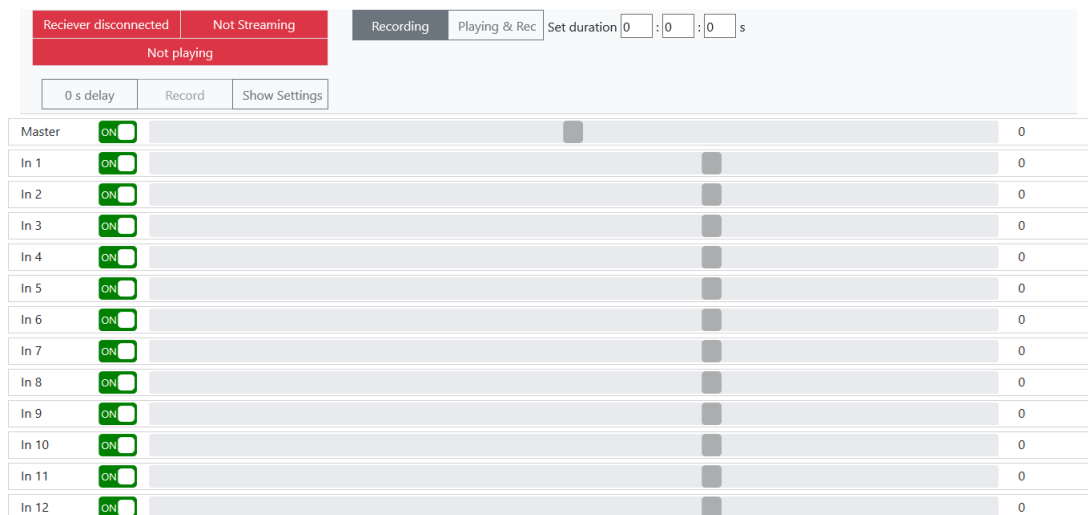 Reciever disconnected Not Streaming Recording Playing & Rec Set duration 0 : 0 : 0 s
Not playing
0 s delay Record Show Settings
Master ON 0
In 1 ON 0
In 2 ON 0
In 3 ON 0
In 4 ON 0
In 5 ON 0
In 6 ON 0
In 7 ON 0
In 8 ON 0
In 9 ON 0
In 10 ON 0
In 11 ON 0
In 12 ON 0